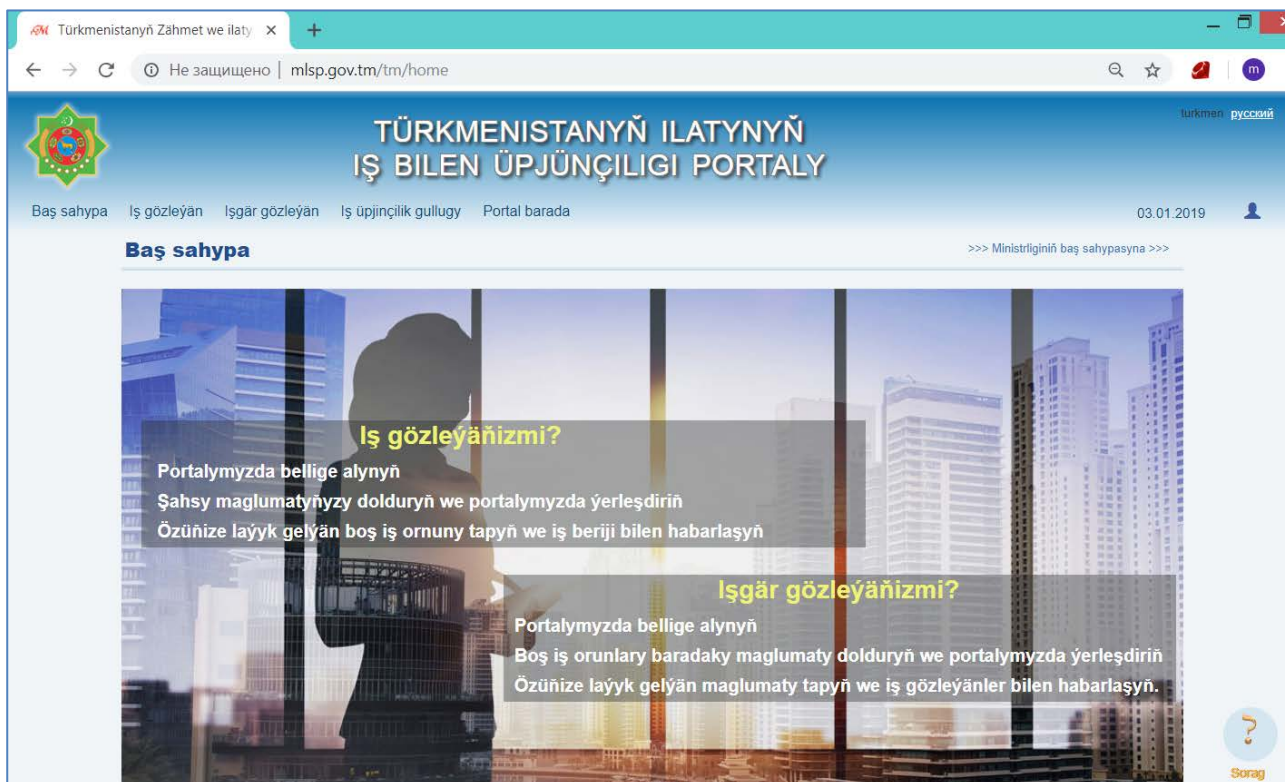 Türkmenistanyň Zähmet we ilaty
Не защищено | mlsp.gov.tm/tm/home
turkmen русский
TÜRKMENISTANYŇ ILATYNYŇ
IŞ BILEN ÜPJÜNÇILIGI PORTALY
Baş sahypa Iş gözleýän Işgär gözleýän Iş üpjinçilik gullugy Portal barada 03.01.2019
Baş sahypa >>> Ministrliginiň baş sahypasyna >>>
Iş gözleýäňizmi?
Portalymyzda bellige alynyň
Şahsy maglumatyňyzy dolduryň we portalymyzda ýerleşdiriň
Özüňize laýyk gelýän boş iş ornuny tapyň we iş beriji bilen habarlaşyň
Işgär gözleýäňizmi?
Portalymyzda bellige alynyň
Boş iş orunlary baradaky maglumaty dolduryň we portalymyzda ýerleşdiriň
Özüňize laýyk gelýän maglumaty tapyň we iş gözleýänler bilen habarlaşyň.
?
Sorag
m